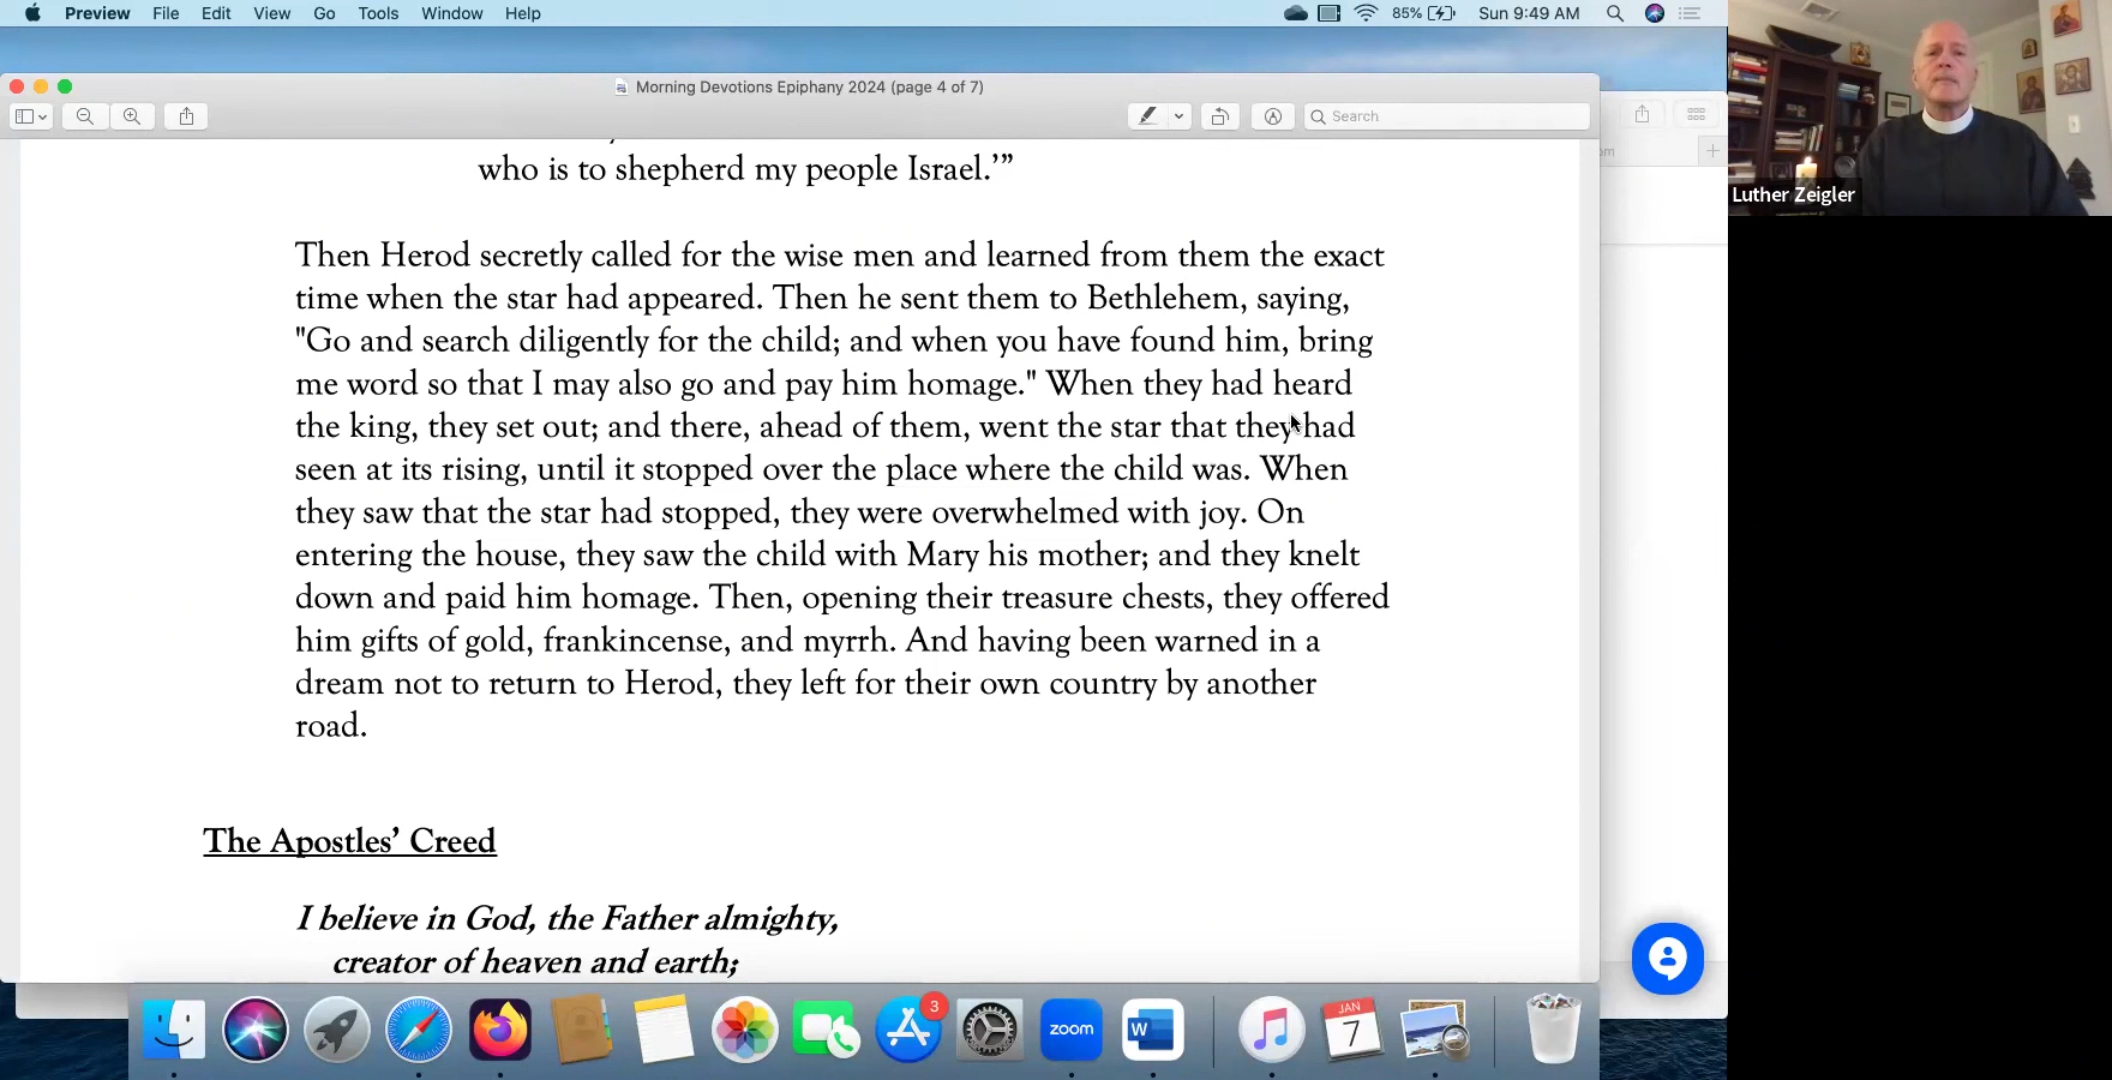 Preview File Edit View Go Tools Window Help 85% Sun 9:49 AM
Morning Devotions Epiphany 2024 (page 4 of 7)
Search
who is to shepherd my people Israel.’”
Then Herod secretly called for the wise men and learned from them the exact
time when the star had appeared. Then he sent them to Bethlehem, saying,
"Go and search diligently for the child; and when you have found him, bring
me word so that I may also go and pay him homage." When they had heard
the king, they set out; and there, ahead of them, went the star that they had
seen at its rising, until it stopped over the place where the child was. When
they saw that the star had stopped, they were overwhelmed with joy. On
entering the house, they saw the child with Mary his mother; and they knelt
down and paid him homage. Then, opening their treasure chests, they offered
him gifts of gold, frankincense, and myrrh. And having been warned in a
dream not to return to Herod, they left for their own country by another
road.
The Apostles’ Creed
I believe in God, the Father almighty,
creator of heaven and earth;
Luther Zeigler
3
zoom
W
JAN
7